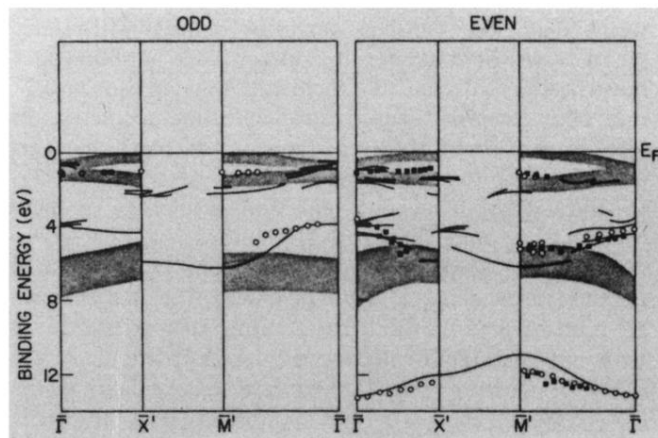 ODD
EVEN
0
E_F
4
8
12
BINDING ENERGY (eV)
Γ̄
X̄'
M̄'
Γ̄
Γ̄
X̄'
M̄'
Γ̄